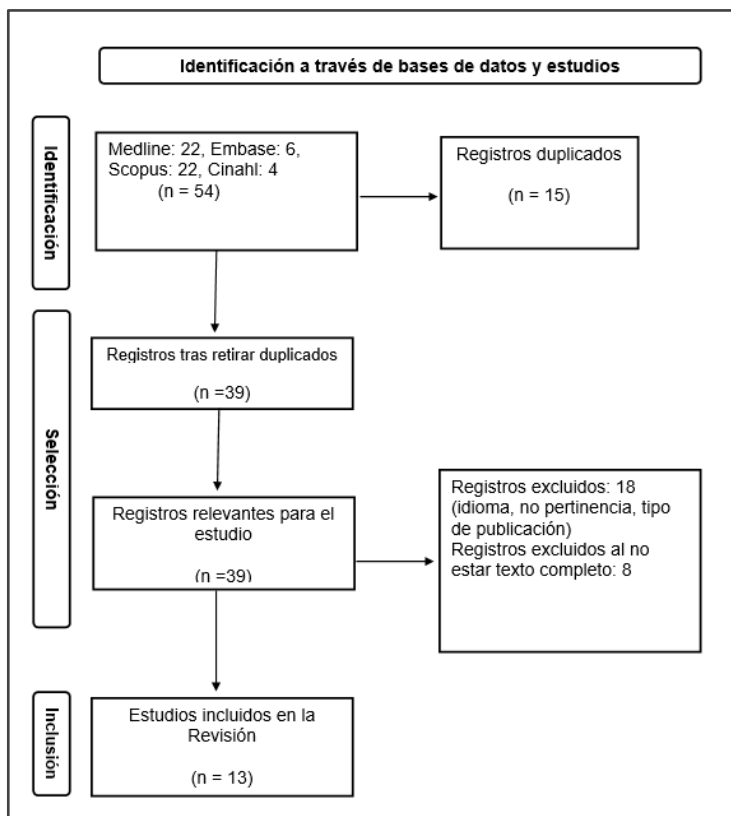 Identificación a través de bases de datos y estudios
Identificación
Medline: 22, Embase: 6,
Scopus: 22, Cinahl: 4
(n = 54)
Registros duplicados
(n = 15)
Selección
Registros tras retirar duplicados
(n =39)
Registros relevantes para el
estudio
(n =39)
Registros excluidos: 18
(idioma, no pertinencia, tipo
de publicación)
Registros excluidos al no
estar texto completo: 8
Inclusión
Estudios incluidos en la
Revisión
(n = 13)